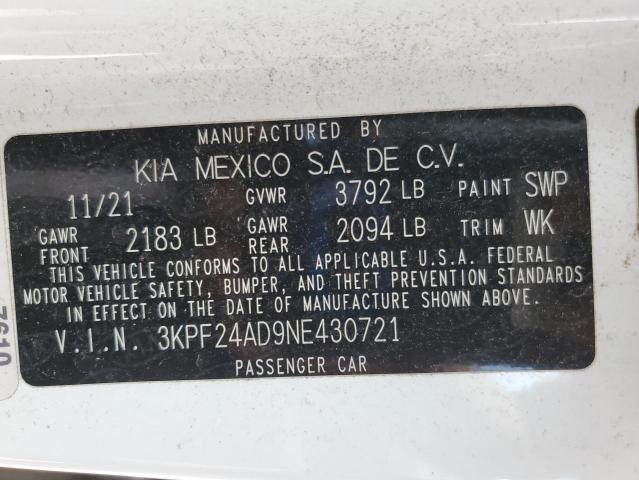 MANUFACTURED BY
KIA MEXICO S.A. DE C.V.
11/21 GVWR 3792 LB PAINT SWP
GAWR FRONT 2183 LB GAWR REAR 2094 LB TRIM WK
THIS VEHICLE CONFORMS TO ALL APPLICABLE U.S.A. FEDERAL
MOTOR VEHICLE SAFETY, BUMPER, AND THEFT PREVENTION STANDARDS
IN EFFECT ON THE DATE OF MANUFACTURE SHOWN ABOVE.
V.I.N. 3KPF24AD9NE430721
PASSENGER CAR
7610